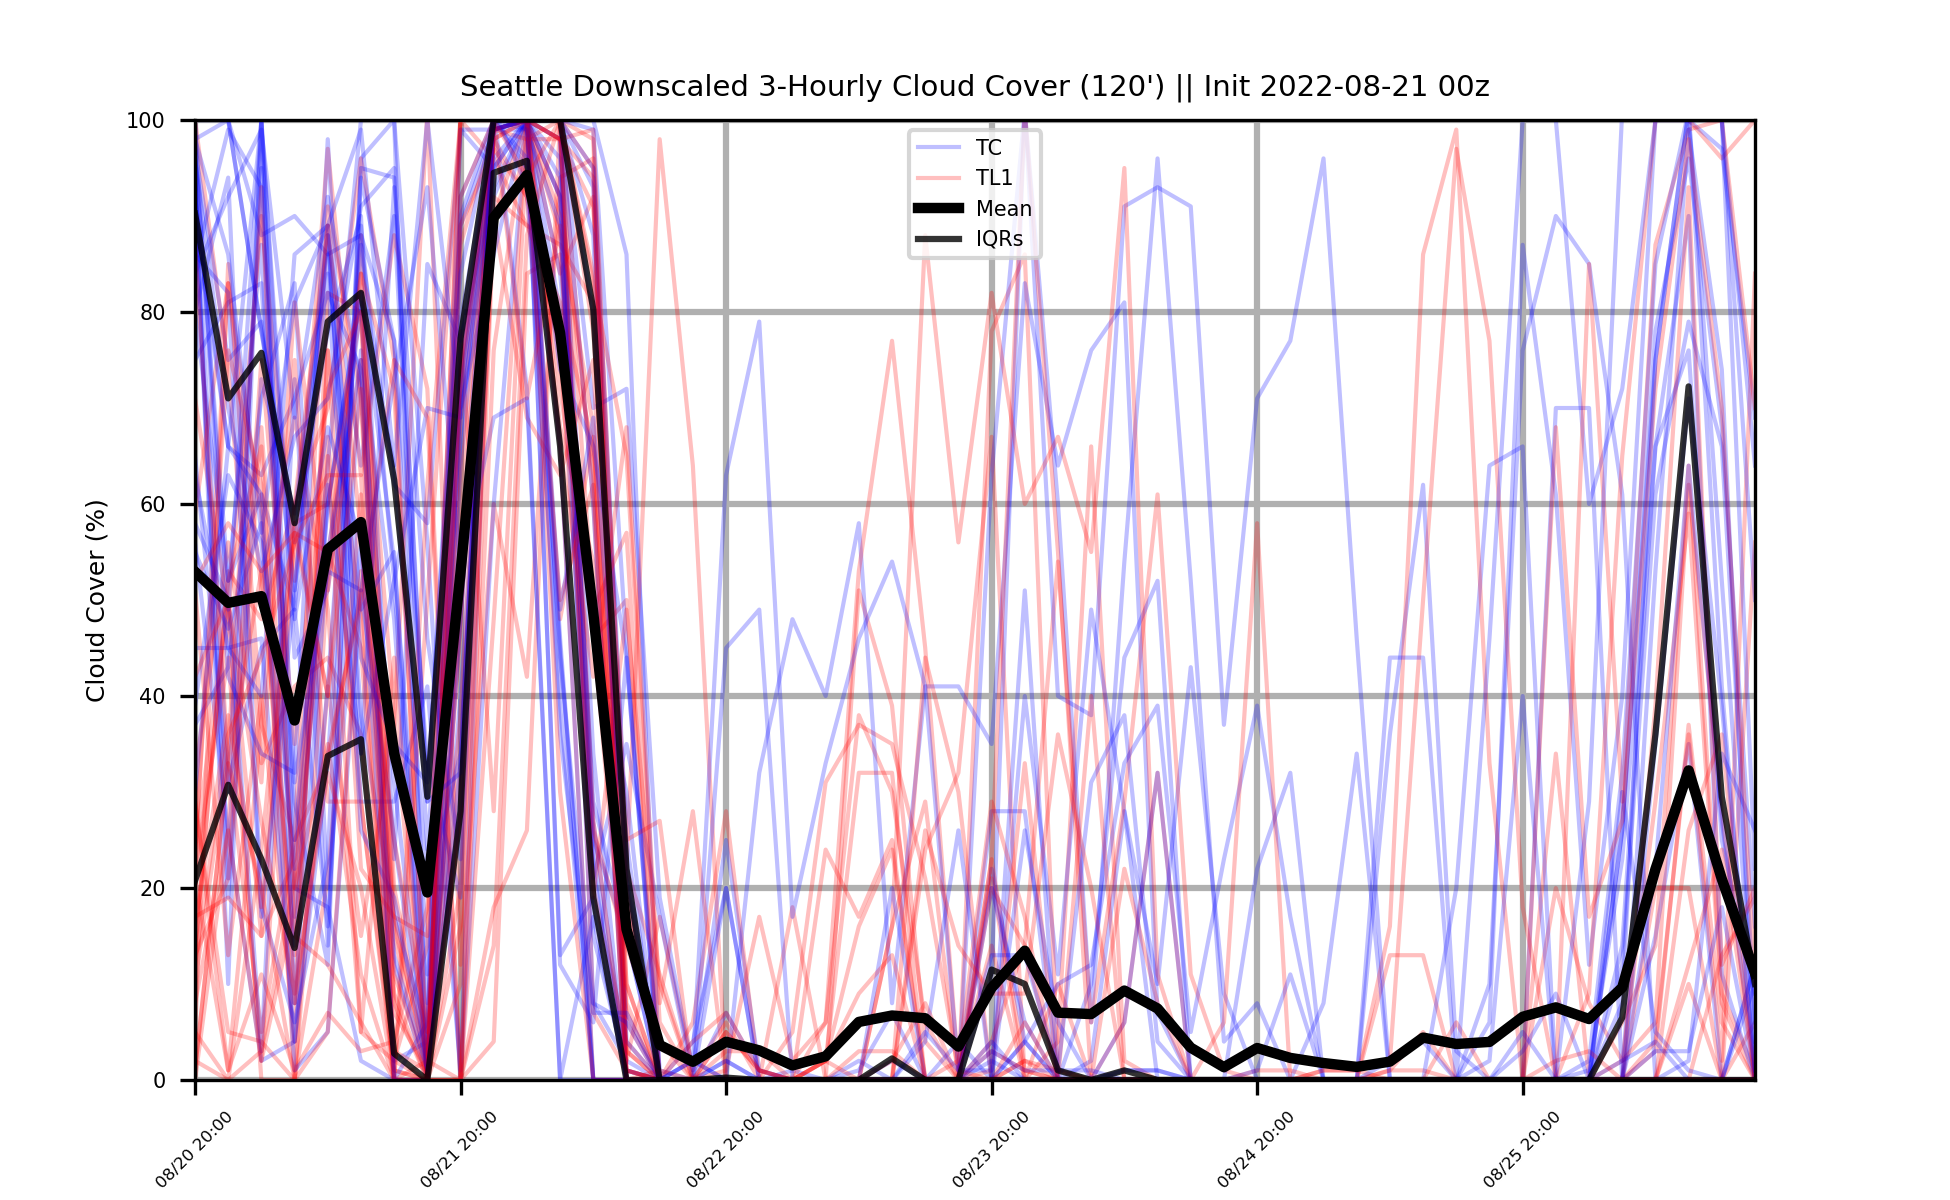 Seattle Downscaled 3-Hourly Cloud Cover (120') || Init 2022-08-21 00z
Cloud Cover (%)
100
80
60
40
20
0
TC
TL1
Mean
IQRs
08/20 20:00
08/21 20:00
08/22 20:00
08/23 20:00
08/24 20:00
08/25 20:00